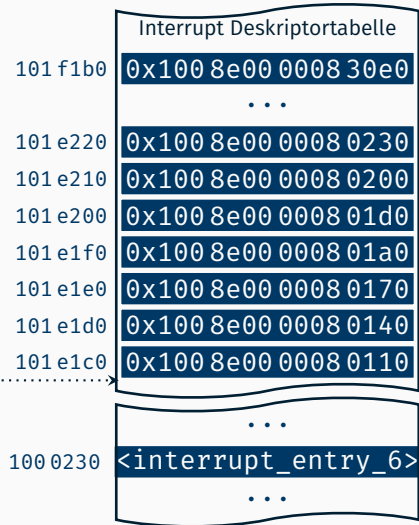 Interrupt Deskriptortabelle
101 f1b0 0x100 8e00 0008 30e0
...
101 e220 0x100 8e00 0008 0230
101 e210 0x100 8e00 0008 0200
101 e200 0x100 8e00 0008 01d0
101 e1f0 0x100 8e00 0008 01a0
101 e1e0 0x100 8e00 0008 0170
101 e1d0 0x100 8e00 0008 0140
101 e1c0 0x100 8e00 0008 0110
...
100 0230 <interrupt_entry_6>
...